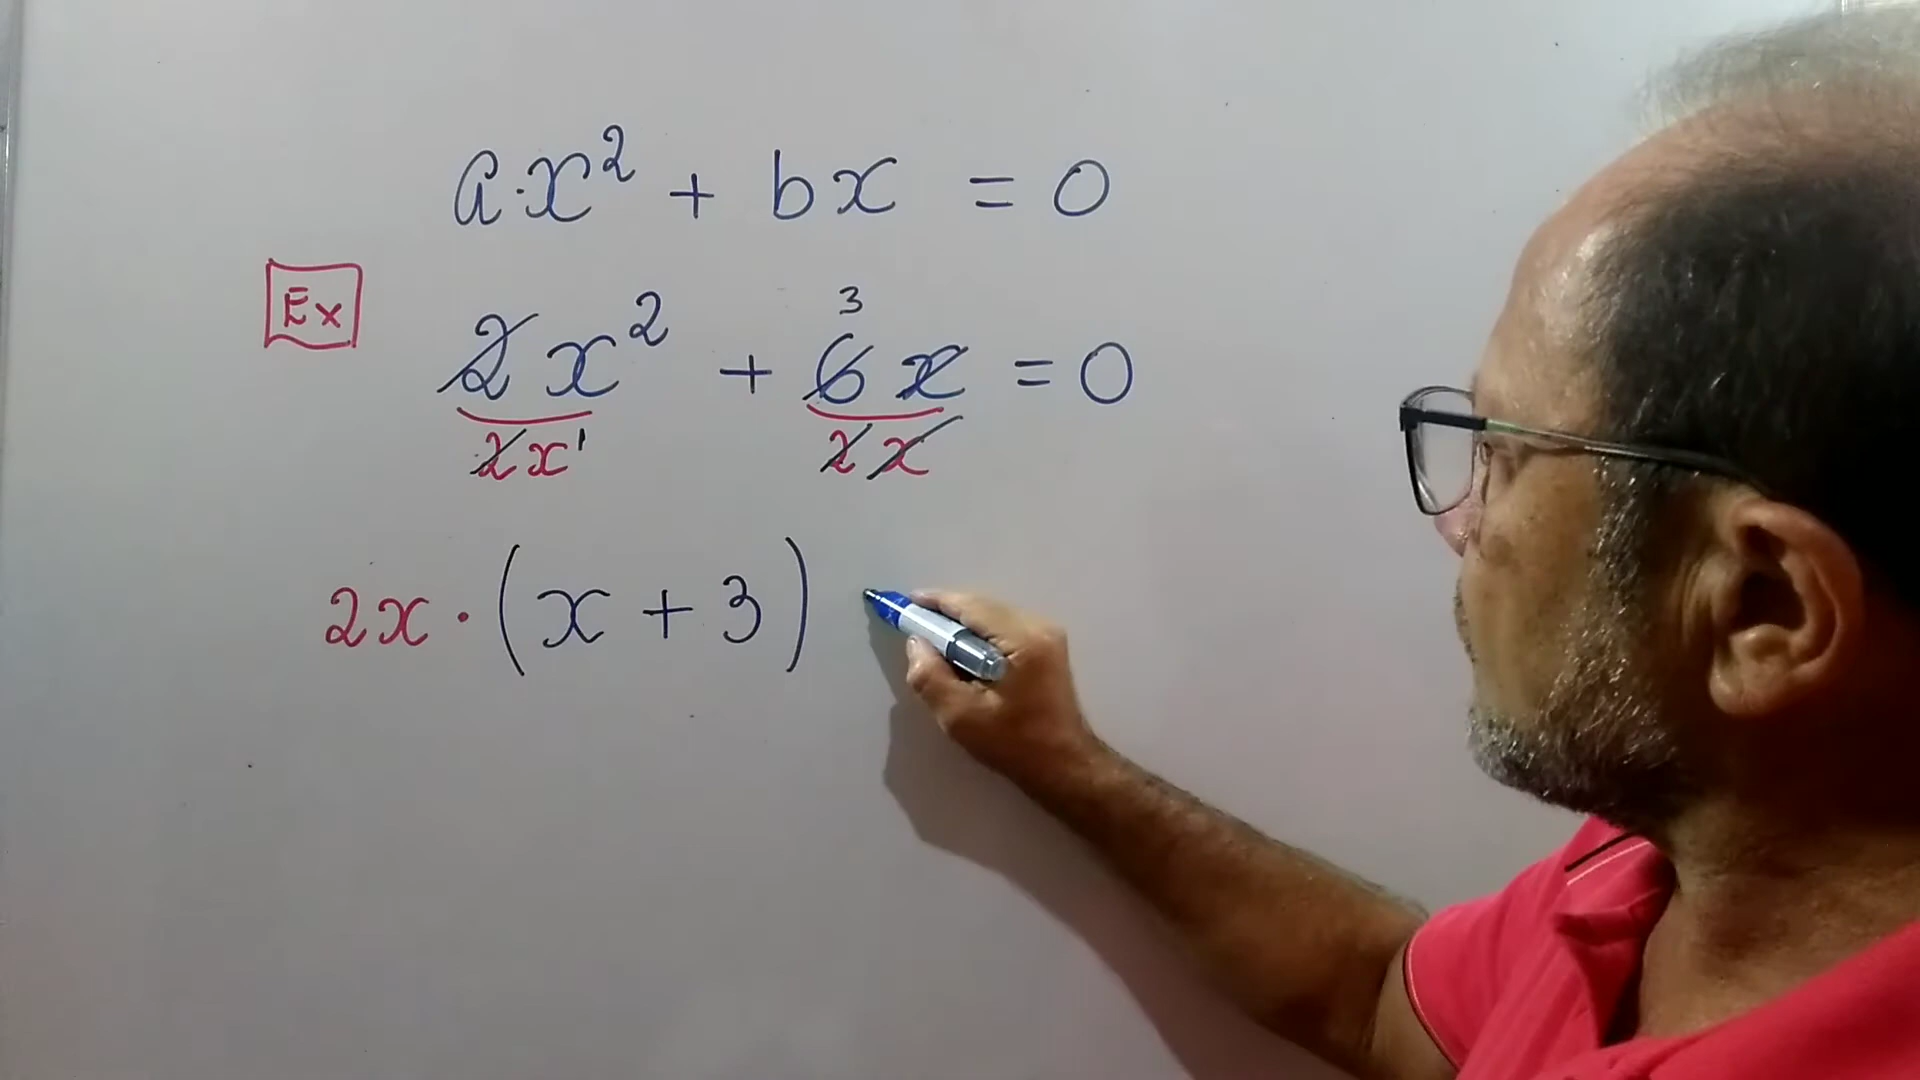 a·x² + bx = 0
Ex
3
2x² + 6x = 0
2x¹ 2x
2x · (x + 3)